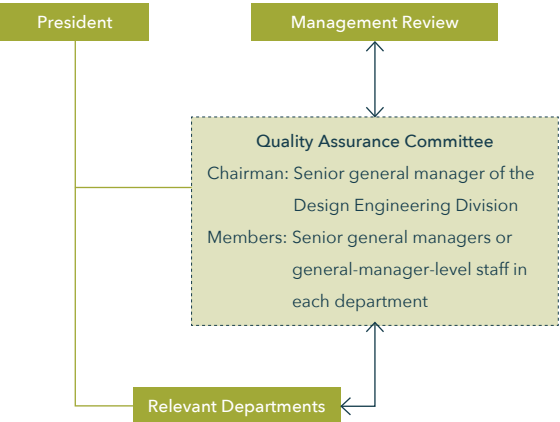 President
Management Review
Quality Assurance Committee
Chairman: Senior general manager of the
Design Engineering Division
Members: Senior general managers or
general-manager-level staff in
each department
Relevant Departments